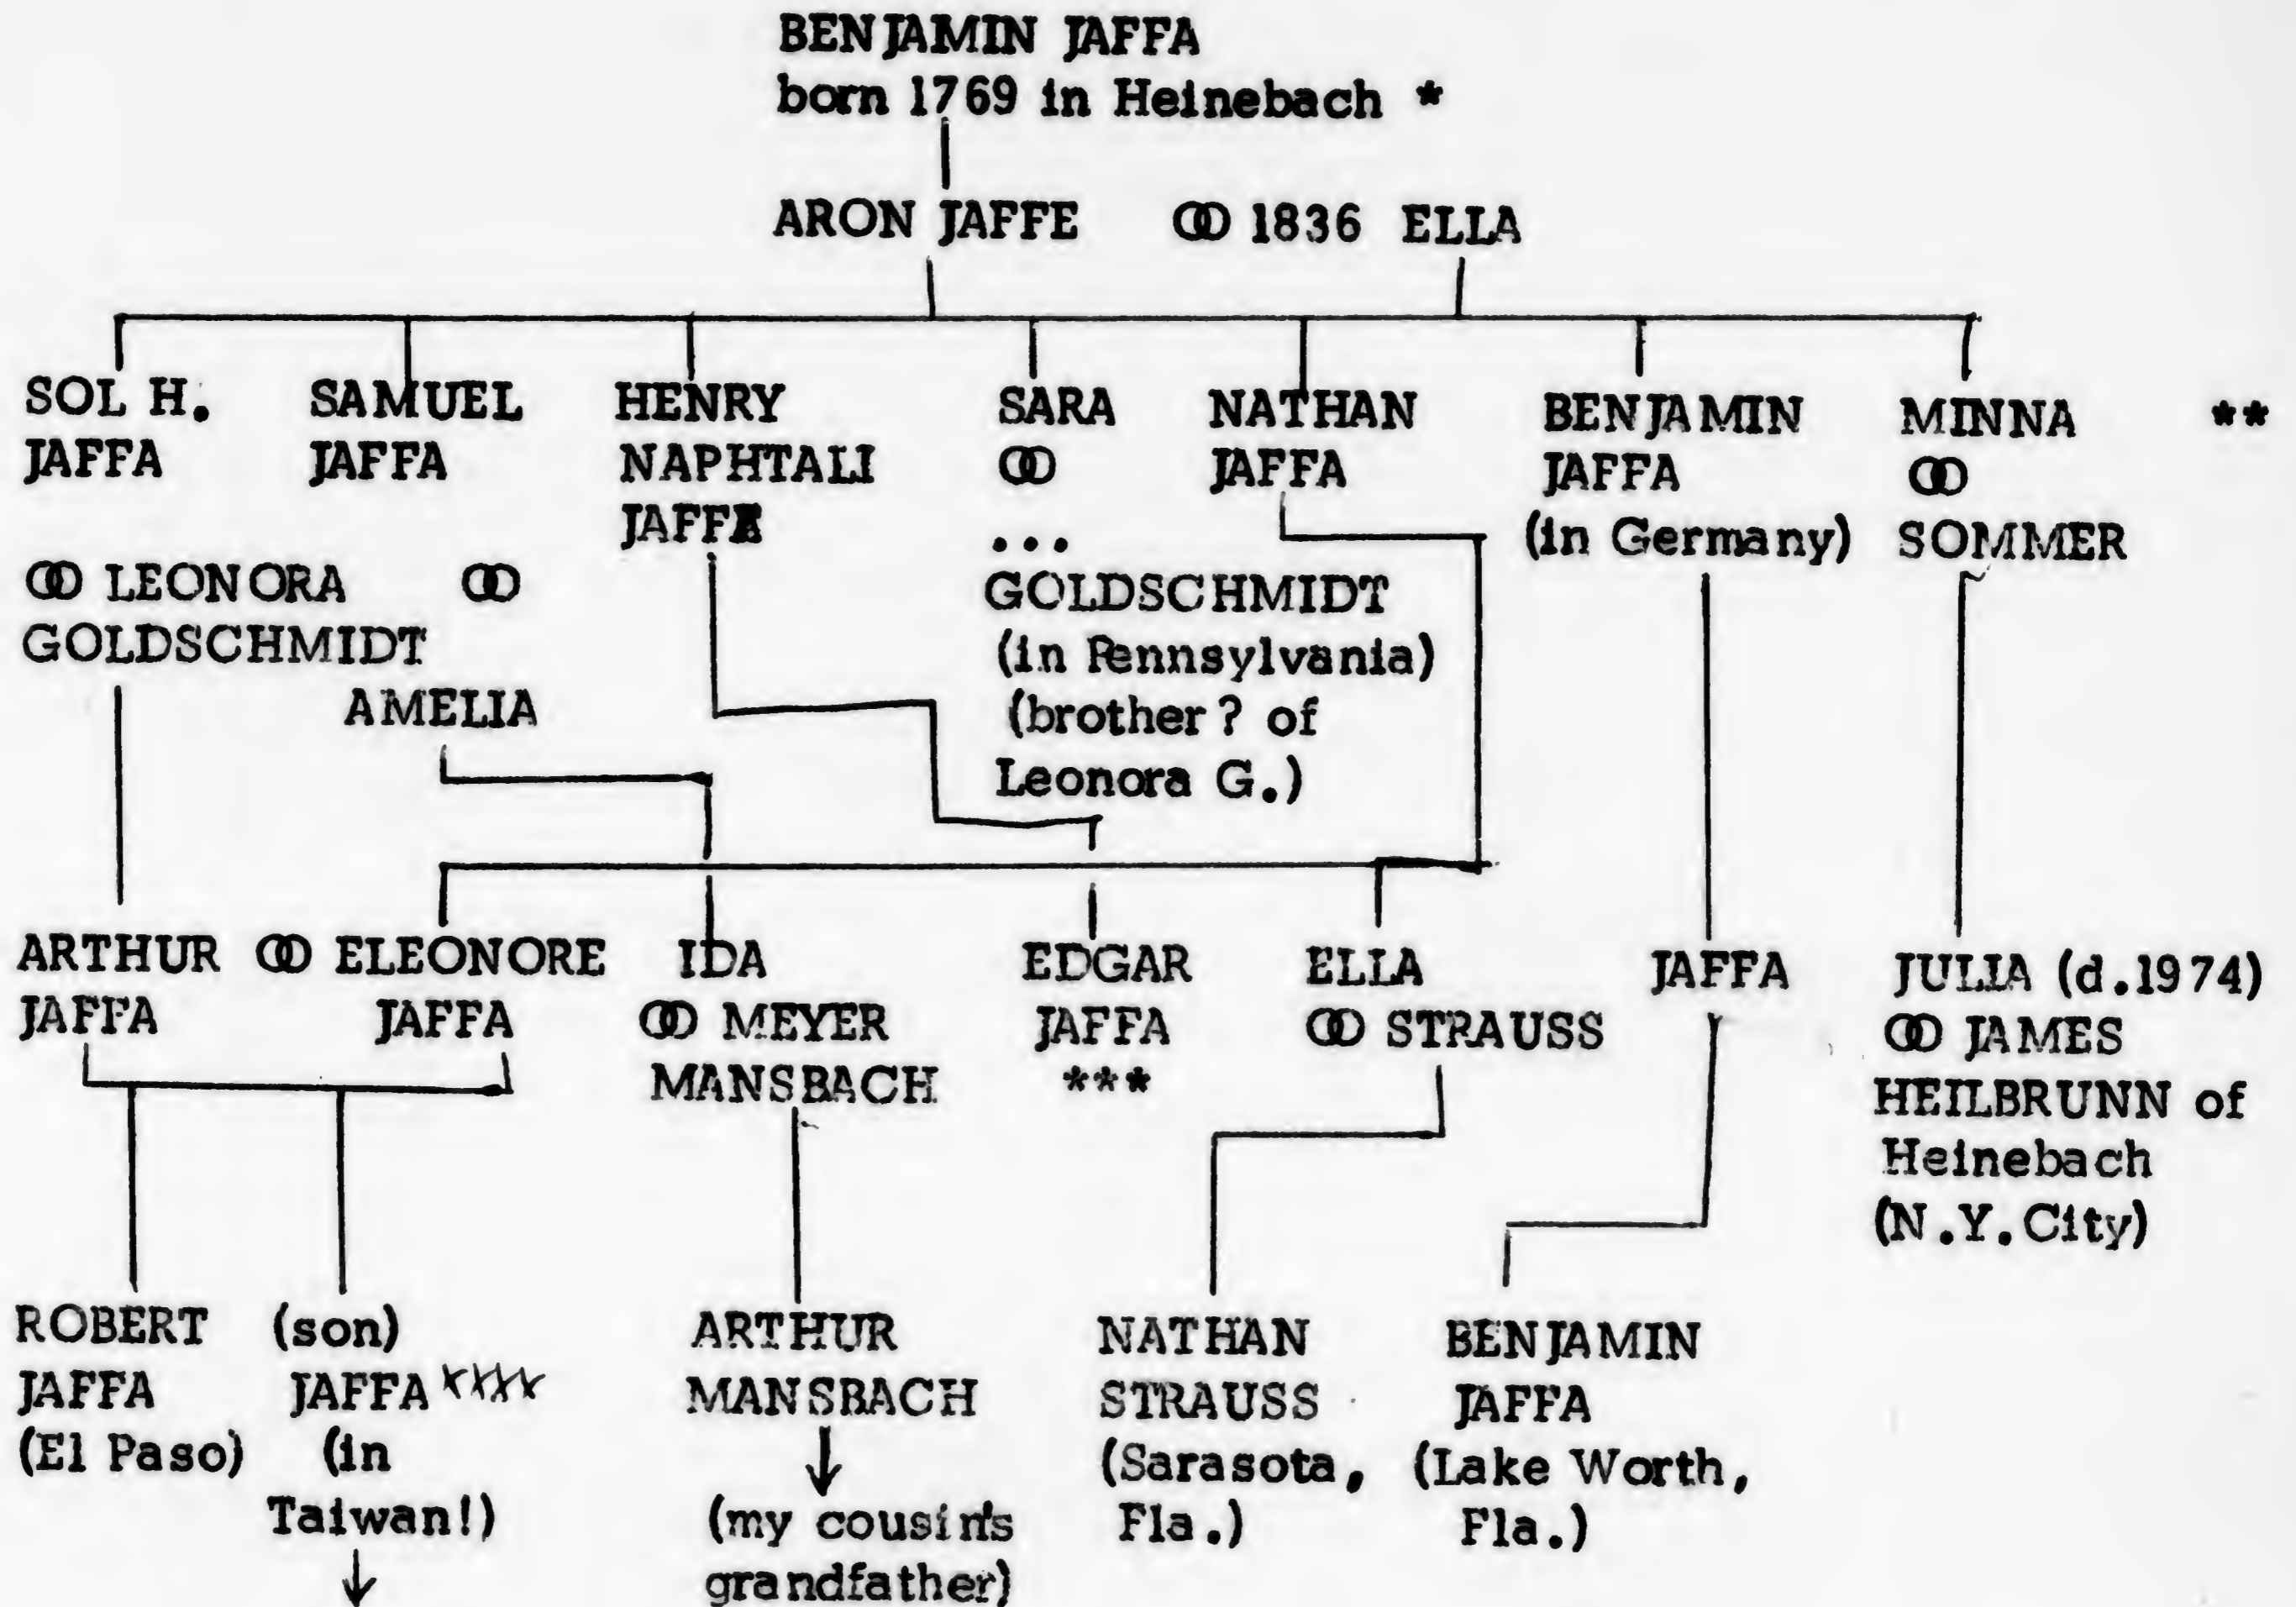 BENJAMIN JAFFA
born 1769 in Heinebach *
ARON JAFFE ⚭ 1836 ELLA
SOL H.
JAFFA
⚭ LEONORA
GOLDSCHMIDT
SAMUEL
JAFFA
⚭
AMELIA
HENRY
NAPHTALI
JAFFA
SARA
⚭
...
GOLDSCHMIDT
(in Pennsylvania)
(brother ? of
Leonora G.)
NATHAN
JAFFA
BENJAMIN
JAFFA
(in Germany)
MINNA **
⚭
SOMMER
ARTHUR ⚭ ELEONORE
JAFFA JAFFA
IDA
⚭ MEYER
MANSBACH
EDGAR
JAFFA
***
ELLA
⚭ STRAUSS
JAFFA
JULIA (d.1974)
⚭ JAMES
HEILBRUNN of
Heinebach
(N.Y.City)
ROBERT
JAFFA
(El Paso)
(son)
JAFFA xxxx
(in
Taiwan!)
↓
ARTHUR
MANSBACH
↓
(my cousin's
grandfather)
NATHAN
STRAUSS
(Sarasota,
Fla.)
BENJAMIN
JAFFA
(Lake Worth,
Fla.)